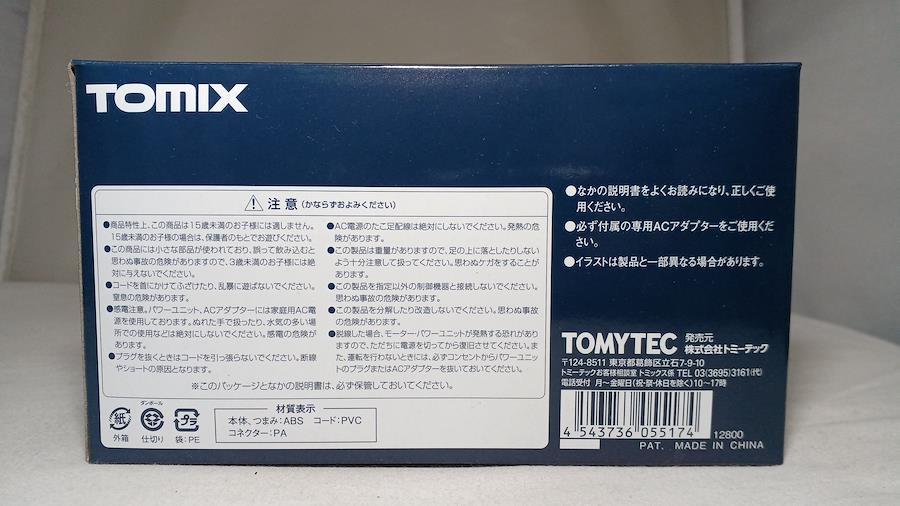 TOMIX
⚠ 注意 (かならずおよみください)
●商品特性上、この商品は15歳未満のお子様には適しません。
15歳未満のお子様の場合は、保護者のもとでお遊びください。
●この商品には小さな部品が使われており、誤って飲み込むと
思わぬ事故の危険がありますので、3歳未満のお子様には絶
対に与えないでください。
●コードを首にかけてふざけたり、乱暴に遊ばないでください。
窒息の危険があります。
●感電注意。パワーユニット、ACアダプターには家庭用AC電
源を使用しております。ぬれた手で扱ったり、水気の多い場
所での使用などは絶対にしないでください。感電の危険が
あります。
●プラグを抜くときはコードを引っ張らないでください。断線
やショートの原因となります。
●AC電源のたこ足配線は絶対にしないでください。発熱の危
険があります。
●この製品は重量がありますので、足の上に落としたりしない
よう十分注意して扱ってください。思わぬケガをすることが
あります。
●この製品を指定以外の制御機器と接続しないでください。
思わぬ事故の危険があります。
●この製品を分解したり改造しないでください。思わぬ事故
の危険があります。
●脱線した場合、モーター・パワーユニットが発熱する恐れがあり
ますので、ただちに電源を切ってから復旧させてください。ま
た、運転を行わないときには、必ずコンセントからパワーユニット
のプラグまたはACアダプターを抜いておいてください。
※このパッケージとなかの説明書は、必ず保管しておいてください。
紙
外箱
ダンボール
仕切り
プラ
袋:PE
材質表示
本体、つまみ:ABS コード:PVC
コネクター:PA
●なかの説明書をよくお読みになり、正しくご使
用ください。
●必ず付属の専用ACアダプターをご使用くだ
さい。
●イラストは製品と一部異なる場合があります。
TOMYTEC 発売元 株式会社トミーテック
〒124-8511 東京都葛飾区立石7-9-10
トミーテックお客様相談室 トミックス係 TEL 03(3695)3161(代)
電話受付 月〜金曜日(祝・祭・休日を除く)10〜17時
4 543736 055174
12800
PAT. MADE IN CHINA